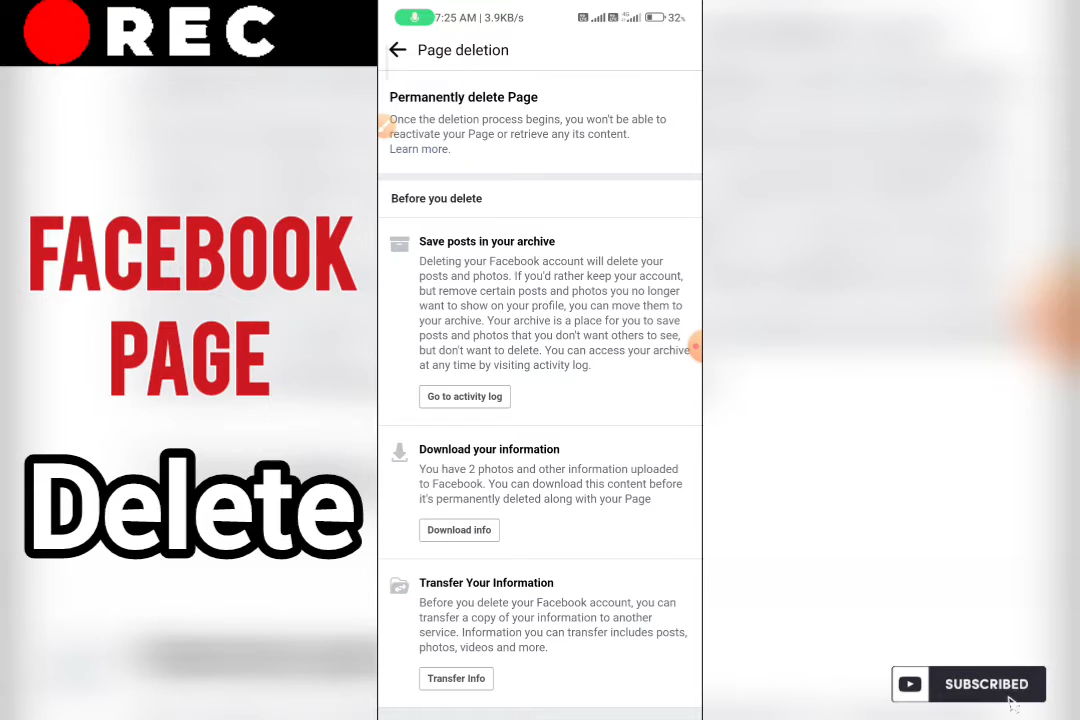 REC
FACEBOOK
PAGE
Delete
7:25 AM | 3.9KB/s
4G
32%
Page deletion
Permanently delete Page
Once the deletion process begins, you won't be able to
reactivate your Page or retrieve any its content.
Learn more.
Before you delete
Save posts in your archive
Deleting your Facebook account will delete your
posts and photos. If you'd rather keep your account,
but remove certain posts and photos you no longer
want to show on your profile, you can move them to
your archive. Your archive is a place for you to save
posts and photos that you don't want others to see,
but don't want to delete. You can access your archive
at any time by visiting activity log.
Go to activity log
Download your information
You have 2 photos and other information uploaded
to Facebook. You can download this content before
it's permanently deleted along with your Page
Download info
Transfer Your Information
Before you delete your Facebook account, you can
transfer a copy of your information to another
service. Information you can transfer includes posts,
photos, videos and more.
Transfer Info
SUBSCRIBED